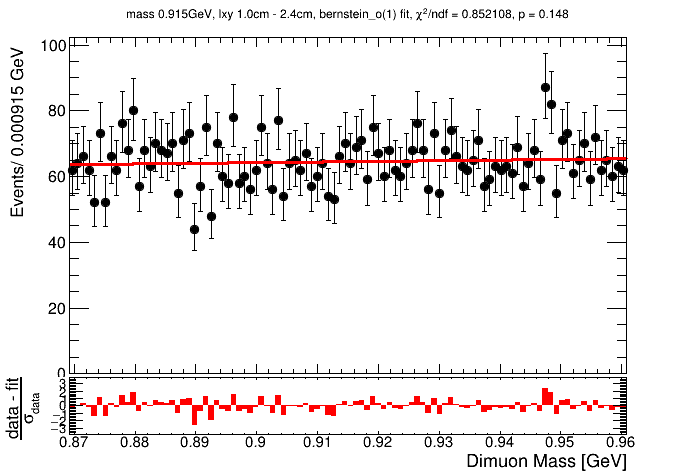 mass 0.915GeV, lxy 1.0cm - 2.4cm, bernstein_o(1) fit, χ²/ndf = 0.852108, p = 0.148
Events/ 0.000915 GeV
100
80
60
40
20
0
data - fit
σdata
3
2
1
0
−1
−2
−3
0.87 0.88 0.89 0.9 0.91 0.92 0.93 0.94 0.95 0.96
Dimuon Mass [GeV]